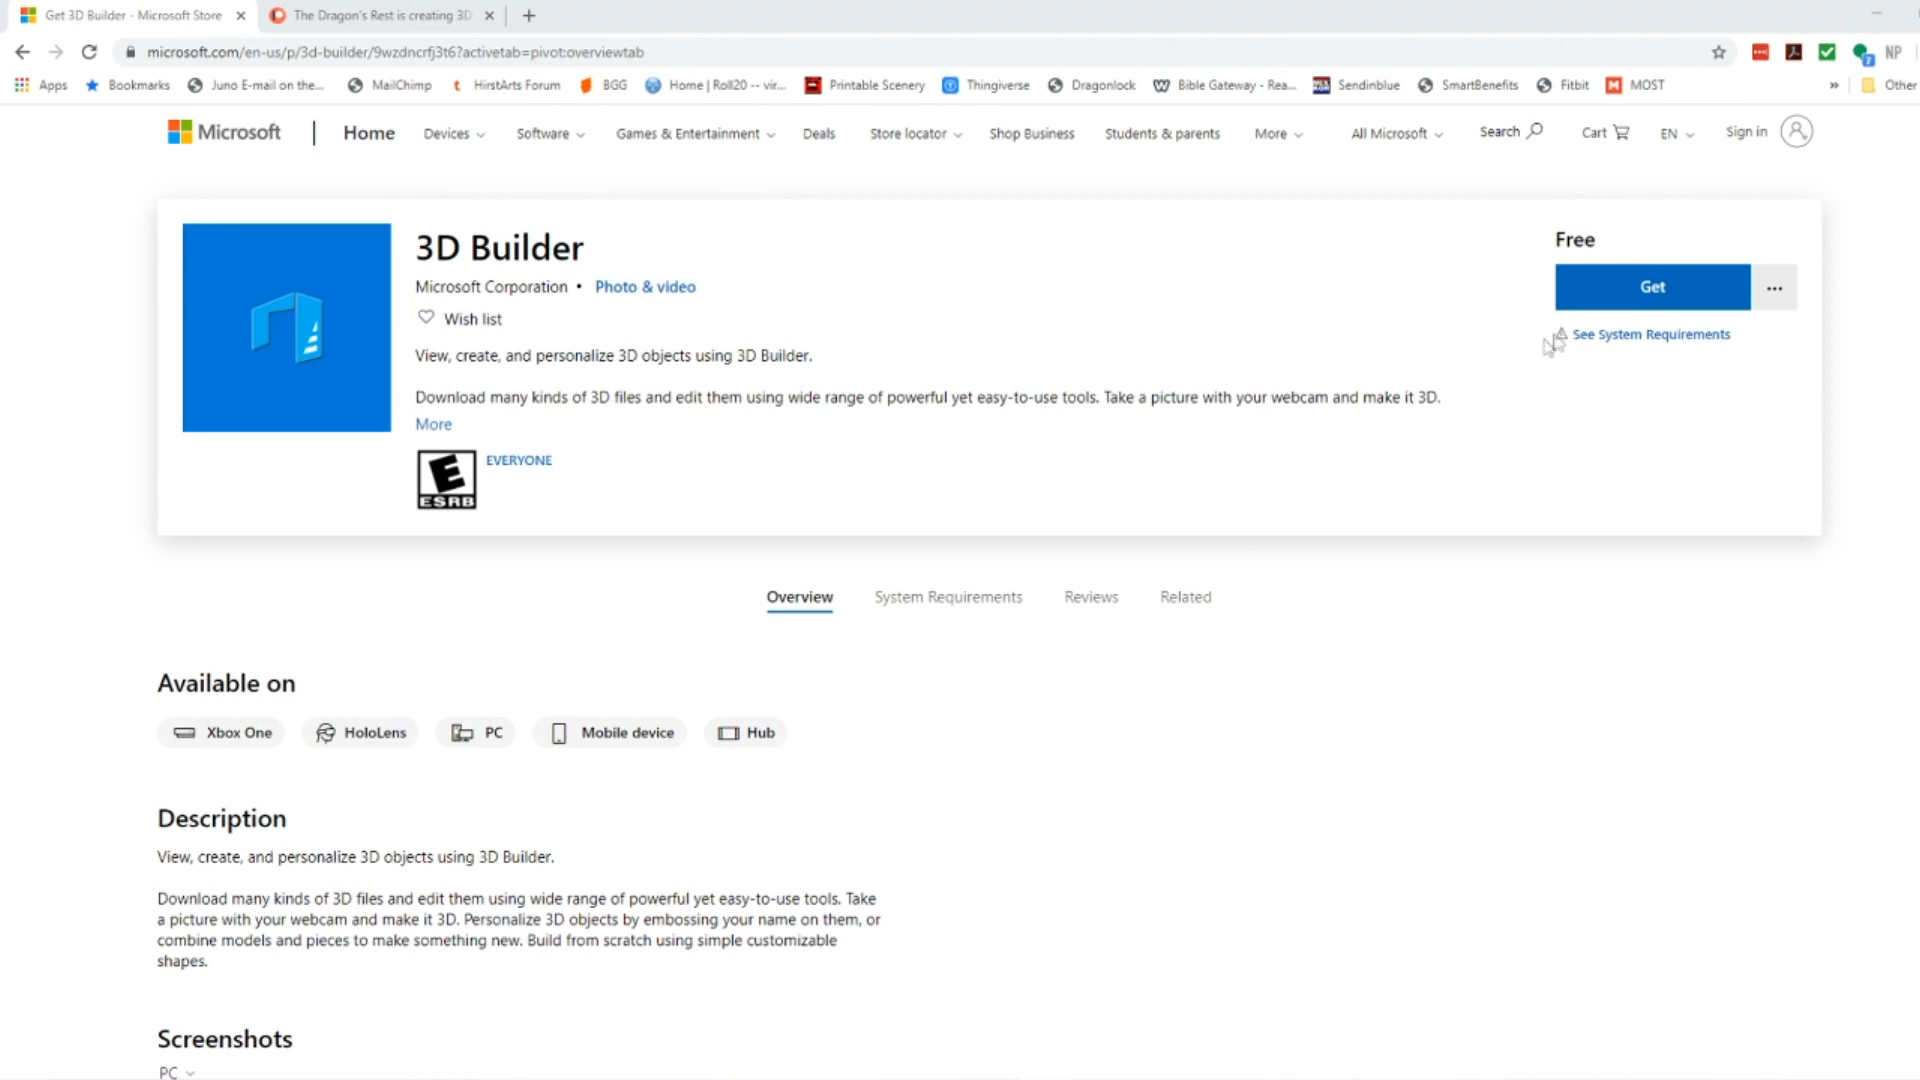 Get 3D Builder - Microsoft Store
The Dragon's Rest is creating 3D
microsoft.com/en-us/p/3d-builder/9wzdncrfj3t6?activetab=pivot:overviewtab
NP
Apps Bookmarks Juno E-mail on the... MailChimp HirstArts Forum BGG Home | Roll20 -- vir... Printable Scenery Thingiverse Dragonlock Bible Gateway - Rea... Sendinblue SmartBenefits Fitbit MOST » Other
Microsoft Home Devices Software Games & Entertainment Deals Store locator Shop Business Students & parents More All Microsoft Search Cart EN Sign in
3D Builder
Microsoft Corporation • Photo & video
Wish list
View, create, and personalize 3D objects using 3D Builder.
Download many kinds of 3D files and edit them using wide range of powerful yet easy-to-use tools. Take a picture with your webcam and make it 3D.
More
E
ESRB
EVERYONE
Free
Get ...
See System Requirements
Overview System Requirements Reviews Related
Available on
Xbox One HoloLens PC Mobile device Hub
Description
View, create, and personalize 3D objects using 3D Builder.
Download many kinds of 3D files and edit them using wide range of powerful yet easy-to-use tools. Take
a picture with your webcam and make it 3D. Personalize 3D objects by embossing your name on them, or
combine models and pieces to make something new. Build from scratch using simple customizable
shapes.
Screenshots
PC